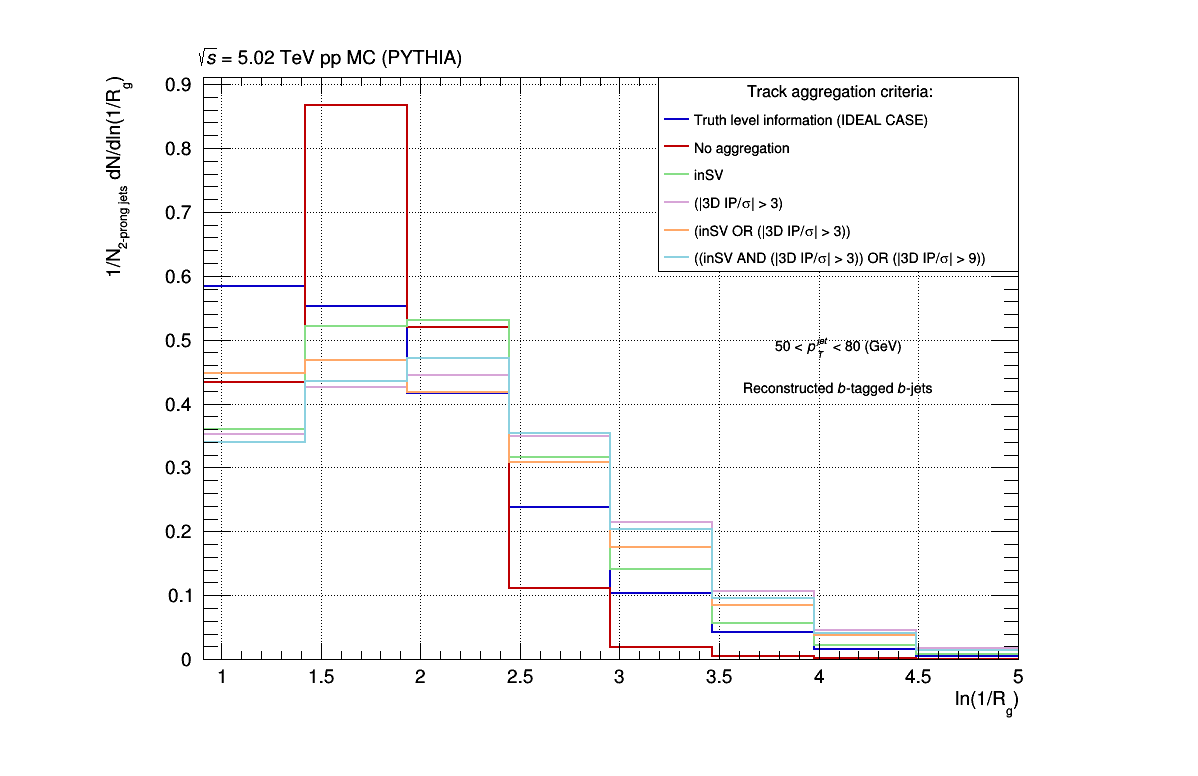 √s = 5.02 TeV pp MC (PYTHIA)
1/N2-prong jets dN/dln(1/Rg)
0.9
0.8
0.7
0.6
0.5
0.4
0.3
0.2
0.1
0
Track aggregation criteria:
Truth level information (IDEAL CASE)
No aggregation
inSV
(|3D IP/σ| > 3)
(inSV OR (|3D IP/σ| > 3))
((inSV AND (|3D IP/σ| > 3)) OR (|3D IP/σ| > 9))
50 < pTjet < 80 (GeV)
Reconstructed b-tagged b-jets
1 1.5 2 2.5 3 3.5 4 4.5 5
ln(1/Rg)